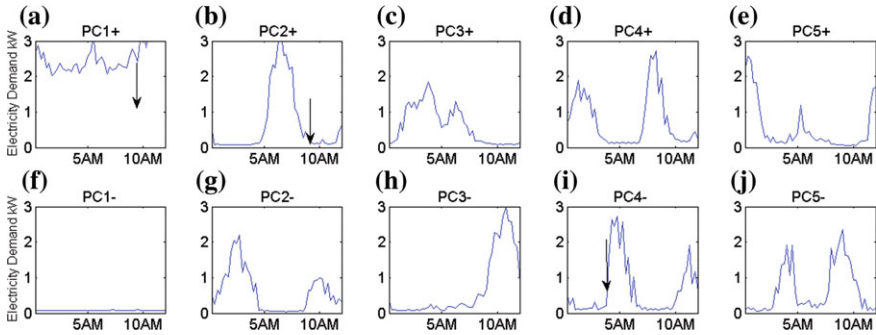 (a) (b) (c) (d) (e)
PC1+ PC2+ PC3+ PC4+ PC5+
Electricity Demand kW
3 3 3 3 3
2 2 2 2 2
1 1 1 1 1
0 0 0 0 0
5AM 10AM 5AM 10AM 5AM 10AM 5AM 10AM 5AM 10AM
(f) (g) (h) (i) (j)
PC1- PC2- PC3- PC4- PC5-
Electricity Demand kW
3 3 3 3 3
2 2 2 2 2
1 1 1 1 1
0 0 0 0 0
5AM 10AM 5AM 10AM 5AM 10AM 5AM 10AM 5AM 10AM